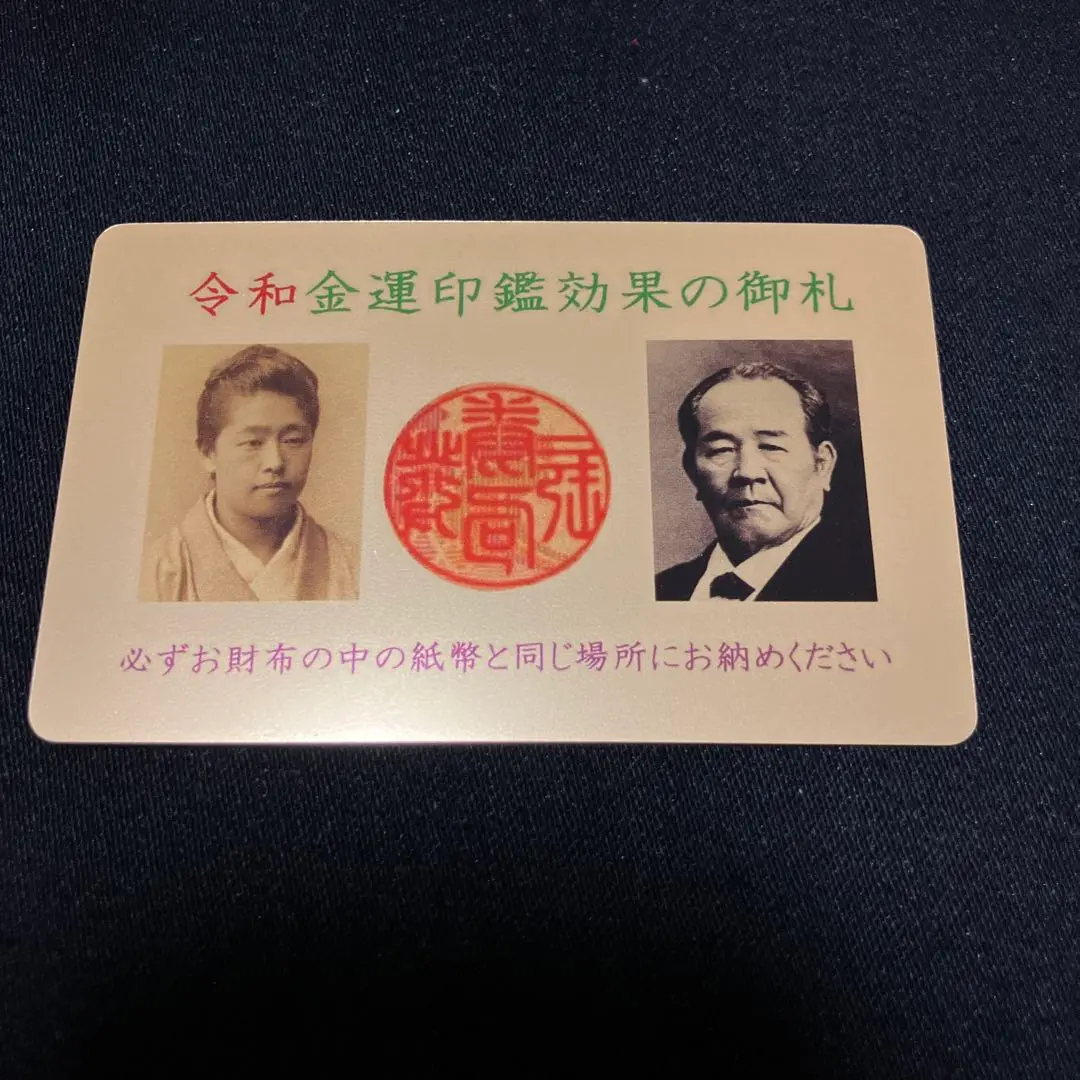 令和金運印鑑効果の御札
必ずお財布の中の紙幣と同じ場所にお納めください